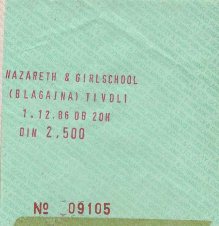 NAZARETH & GIRLSCHOOL
(BLAGAJNA) TIVOLI
1.12.86 OB 20H
DIN 2,500
№ 09105